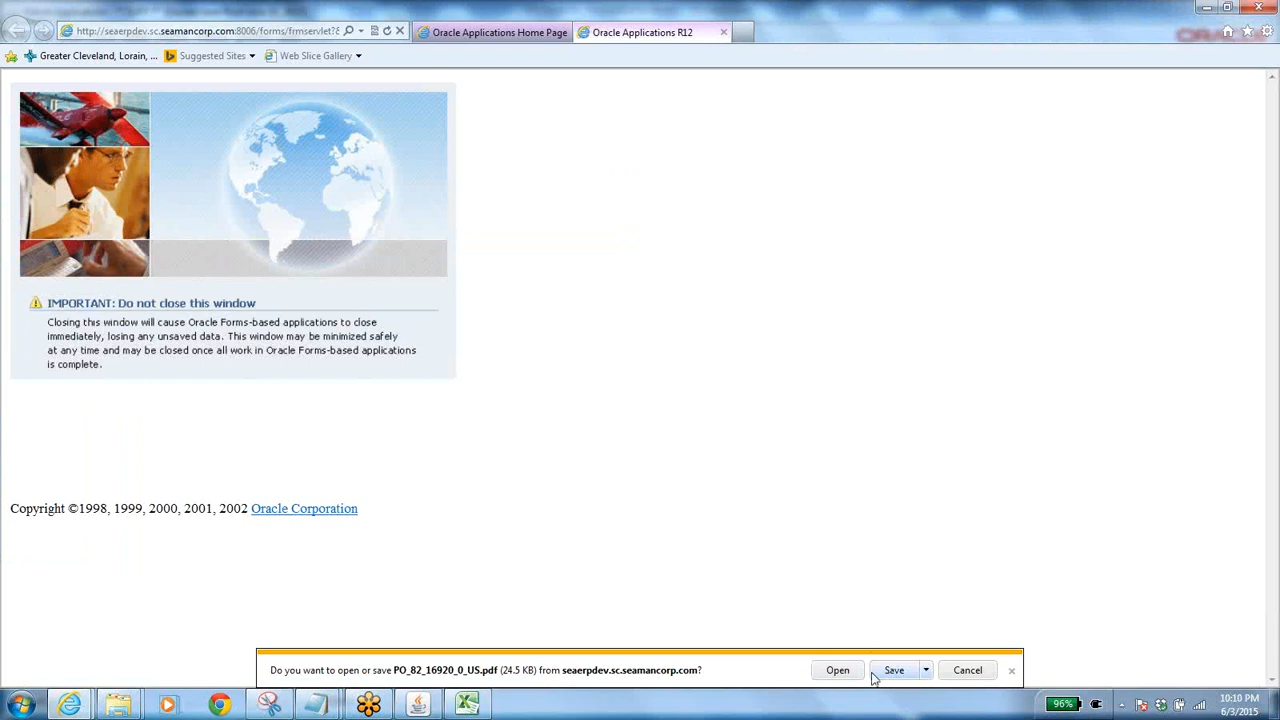 http://seaerpdev.sc.seamancorp.com:8006/forms/frmservlet?
Oracle Applications Home Page
Oracle Applications R12
Greater Cleveland, Lorain, ...
Suggested Sites
Web Slice Gallery
IMPORTANT: Do not close this window
Closing this window will cause Oracle Forms-based applications to close
immediately, losing any unsaved data. This window may be minimized safely
at any time and may be closed once all work in Oracle Forms-based applications
is complete.
Copyright ©1998, 1999, 2000, 2001, 2002 Oracle Corporation
Do you want to open or save PO_82_16920_0_US.pdf (24.5 KB) from seaerpdev.sc.seamancorp.com?
Open
Save
Cancel
96%
10:10 PM
6/3/2015